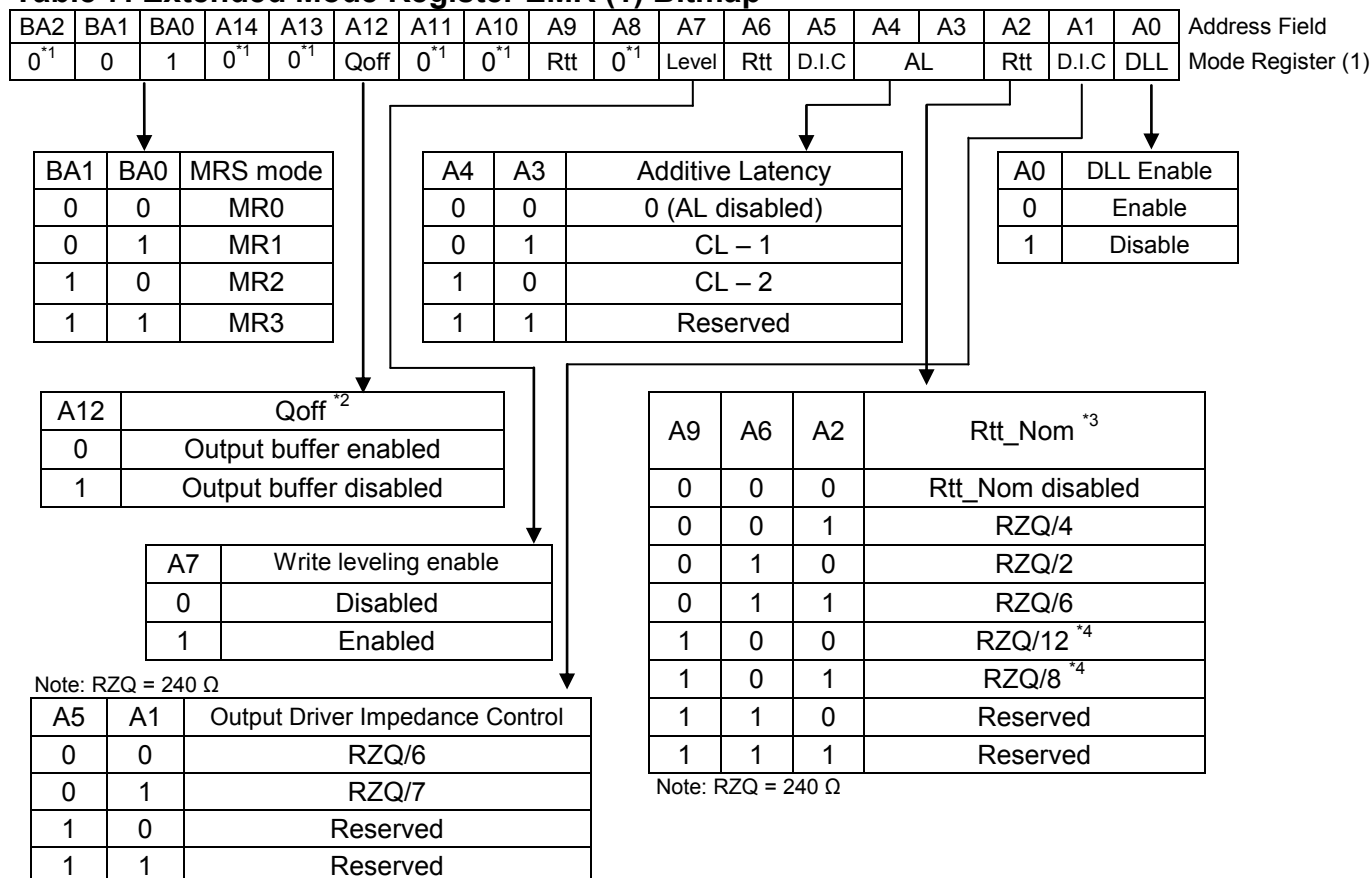 BA2 BA1 BA0 A14 A13 A12 A11 A10 A9 A8 A7 A6 A5 A4 A3 A2 A1 A0 Address Field
0*1 0 1 0*1 0*1 Qoff 0*1 0*1 Rtt 0*1 Level Rtt D.I.C AL Rtt D.I.C DLL Mode Register (1)
BA1 BA0 MRS mode
0 0 MR0
0 1 MR1
1 0 MR2
1 1 MR3
A4 A3 Additive Latency
0 0 0 (AL disabled)
0 1 CL – 1
1 0 CL – 2
1 1 Reserved
A0 DLL Enable
0 Enable
1 Disable
A12 Qoff *2
0 Output buffer enabled
1 Output buffer disabled
A9 A6 A2 Rtt_Nom *3
0 0 0 Rtt_Nom disabled
0 0 1 RZQ/4
0 1 0 RZQ/2
0 1 1 RZQ/6
1 0 0 RZQ/12 *4
1 0 1 RZQ/8 *4
1 1 0 Reserved
1 1 1 Reserved
Note: RZQ = 240 Ω
A7 Write leveling enable
0 Disabled
1 Enabled
Note: RZQ = 240 Ω
A5 A1 Output Driver Impedance Control
0 0 RZQ/6
0 1 RZQ/7
1 0 Reserved
1 1 Reserved